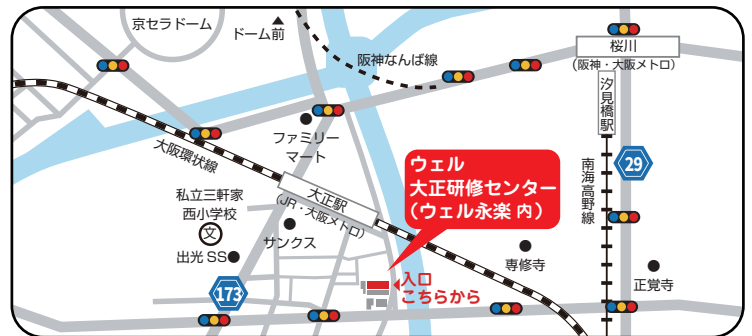 京セラドーム
ドーム前
阪神なんば線
桜川
(阪神・大阪メトロ)
汐見橋駅
29
南海高野線
ファミリー
マート
大阪環状線
ウェル
大正研修センター
(ウェル永楽 内)
大正駅
(JR・大阪メトロ)
私立三軒家
西小学校
文
サンクス
出光 SS
専修寺
正覚寺
入口
こちらから
173